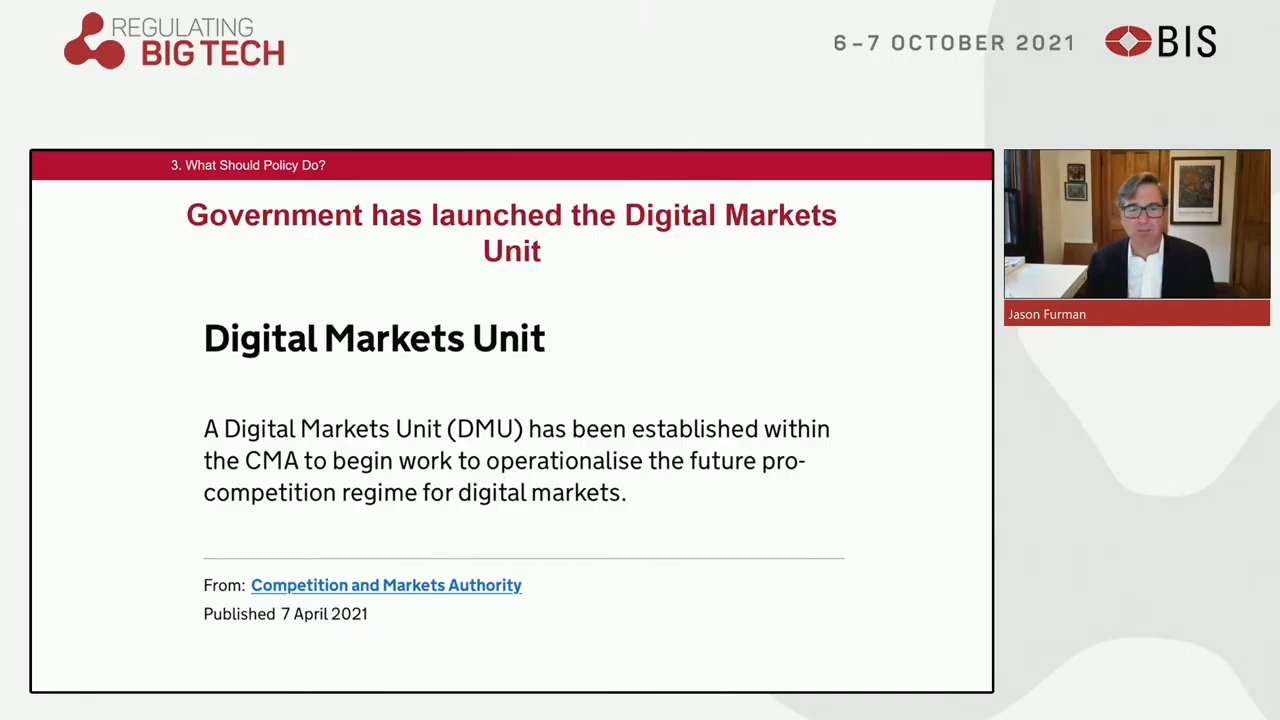 REGULATING
BIG TECH
6–7 OCTOBER 2021
BIS
3. What Should Policy Do?
Government has launched the Digital Markets
Unit
Digital Markets Unit
A Digital Markets Unit (DMU) has been established within
the CMA to begin work to operationalise the future pro-
competition regime for digital markets.
From: Competition and Markets Authority
Published 7 April 2021
Jason Furman